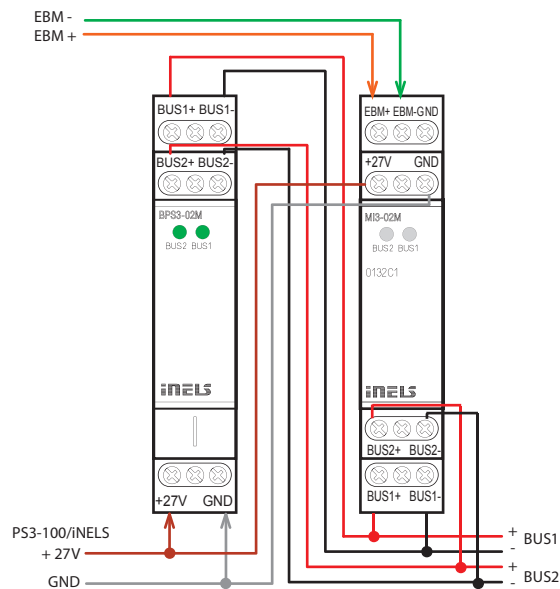 EBM -
EBM +
BUS1+ BUS1-
BUS2+ BUS2-
BPS3-02M
BUS2 BUS1
iNELS
+27V GND
EBM+ EBM- GND
+27V GND
MI3-02M
BUS2 BUS1
0132C1
iNELS
BUS2+ BUS2-
BUS1+ BUS1-
PS3-100/iNELS
+ 27V
GND
+
-
BUS1
+
-
BUS2